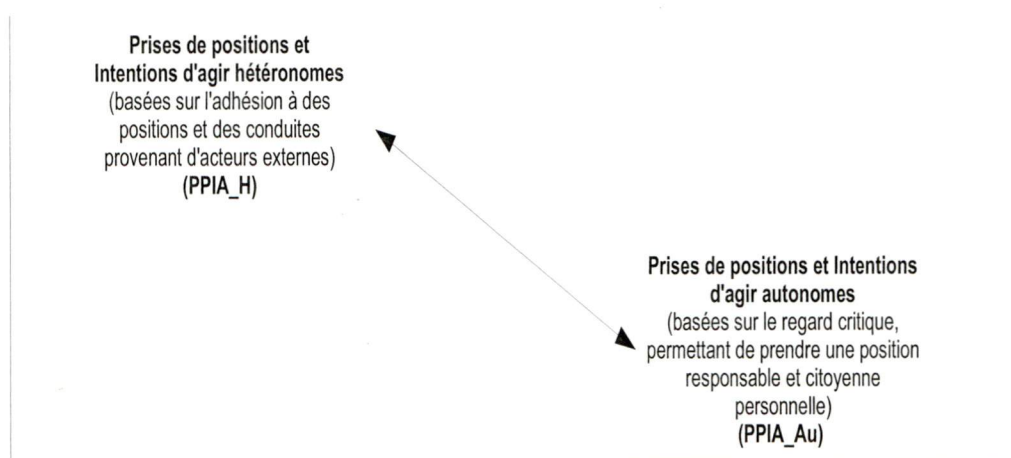 Prises de positions et
Intentions d'agir hétéronomes
(basées sur l'adhésion à des
positions et des conduites
provenant d'acteurs externes)
(PPIA_H)
Prises de positions et Intentions
d'agir autonomes
(basées sur le regard critique,
permettant de prendre une position
responsable et citoyenne
personnelle)
(PPIA_Au)